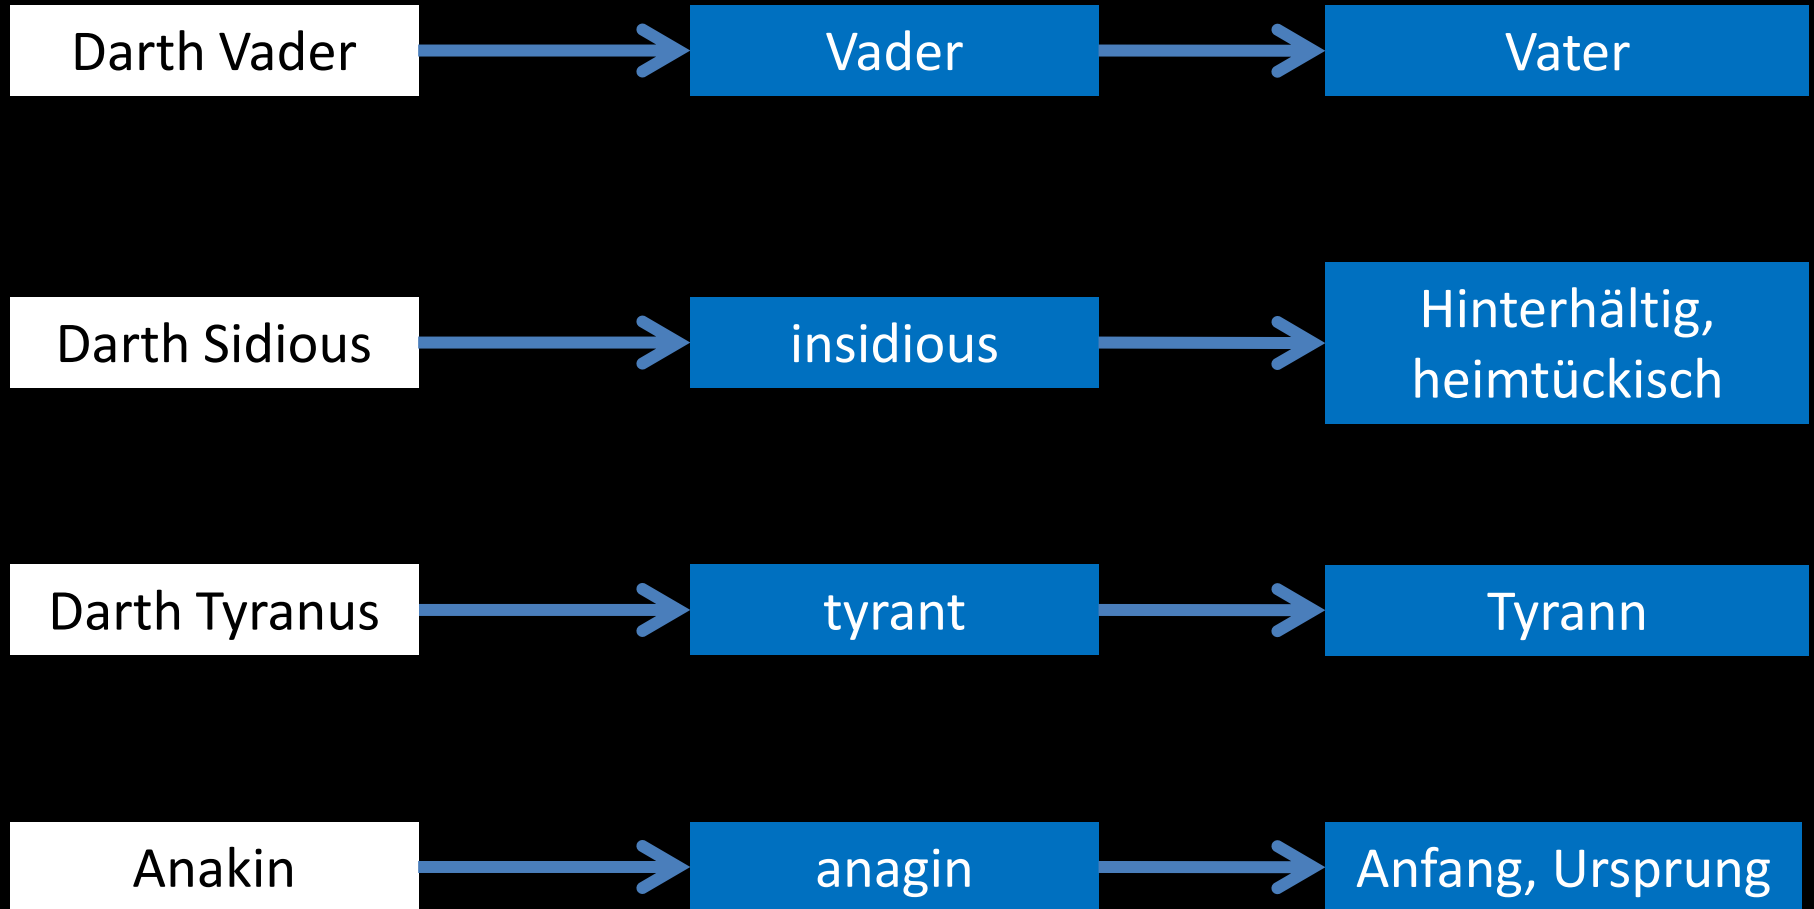 Darth Vader
Vader
Vater
Darth Sidious
insidious
Hinterhältig,
heimtückisch
Darth Tyranus
tyrant
Tyrann
Anakin
anagin
Anfang, Ursprung